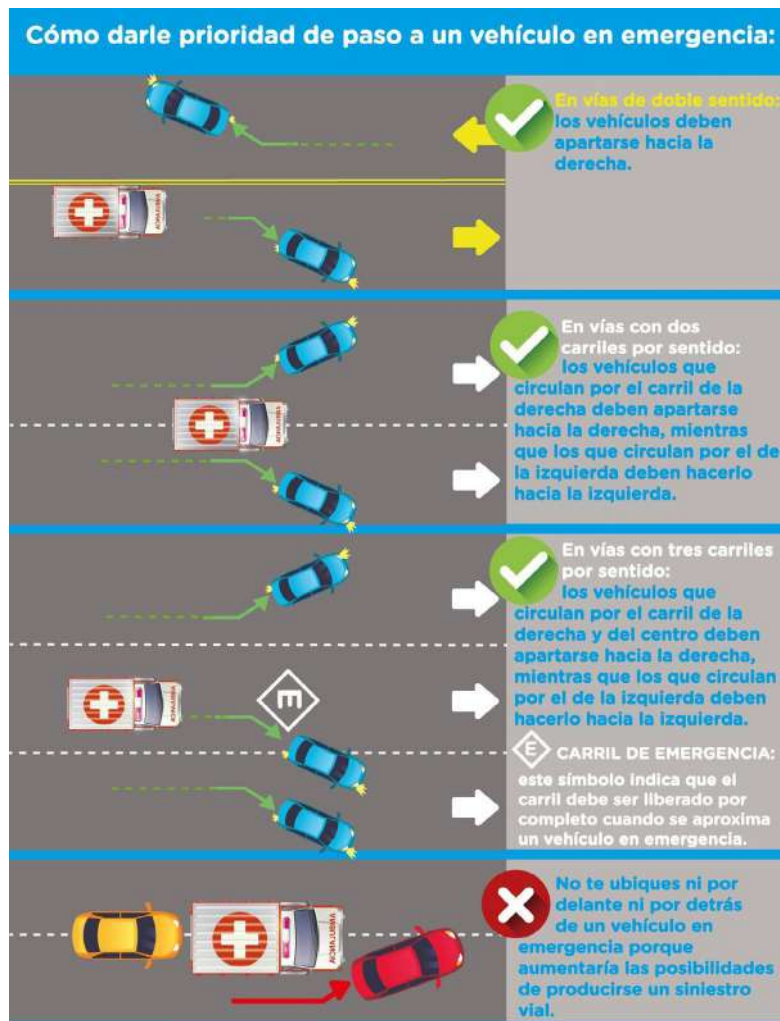 Cómo darle prioridad de paso a un vehículo en emergencia:
En vías de doble sentido:
los vehículos deben
apartarse hacia la
derecha.
AMBULANCIA
En vías con dos
carriles por sentido:
los vehículos que
circulan por el carril de la
derecha deben apartarse
hacia la derecha, mientras
que los que circulan por el de
la izquierda deben hacerlo
hacia la izquierda.
AMBULANCIA
En vías con tres carriles
por sentido:
los vehículos que
circulan por el carril de la
derecha y del centro deben
apartarse hacia la derecha,
mientras que los que circulan
por el de la izquierda deben
hacerlo hacia la izquierda.
AMBULANCIA
E
E CARRIL DE EMERGENCIA:
este símbolo indica que el
carril debe ser liberado por
completo cuando se aproxima
un vehículo en emergencia.
No te ubiques ni por
delante ni por detrás
de un vehículo en
emergencia porque
aumentaría las posibilidades
de producirse un siniestro
vial.
AMBULANCIA